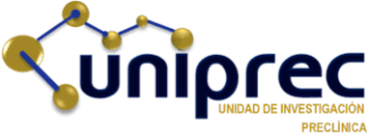 uniprec
UNIDAD DE INVESTIGACIÓN
PRECLÍNICA